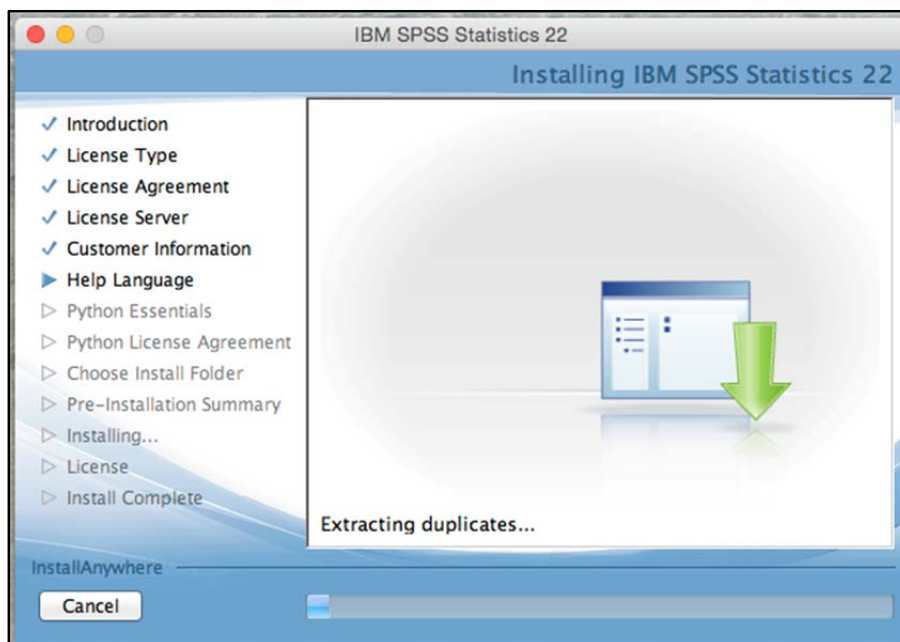 IBM SPSS Statistics 22
Installing IBM SPSS Statistics 22
Introduction
License Type
License Agreement
License Server
Customer Information
Help Language
Python Essentials
Python License Agreement
Choose Install Folder
Pre-Installation Summary
Installing...
License
Install Complete
Extracting duplicates...
InstallAnywhere
Cancel